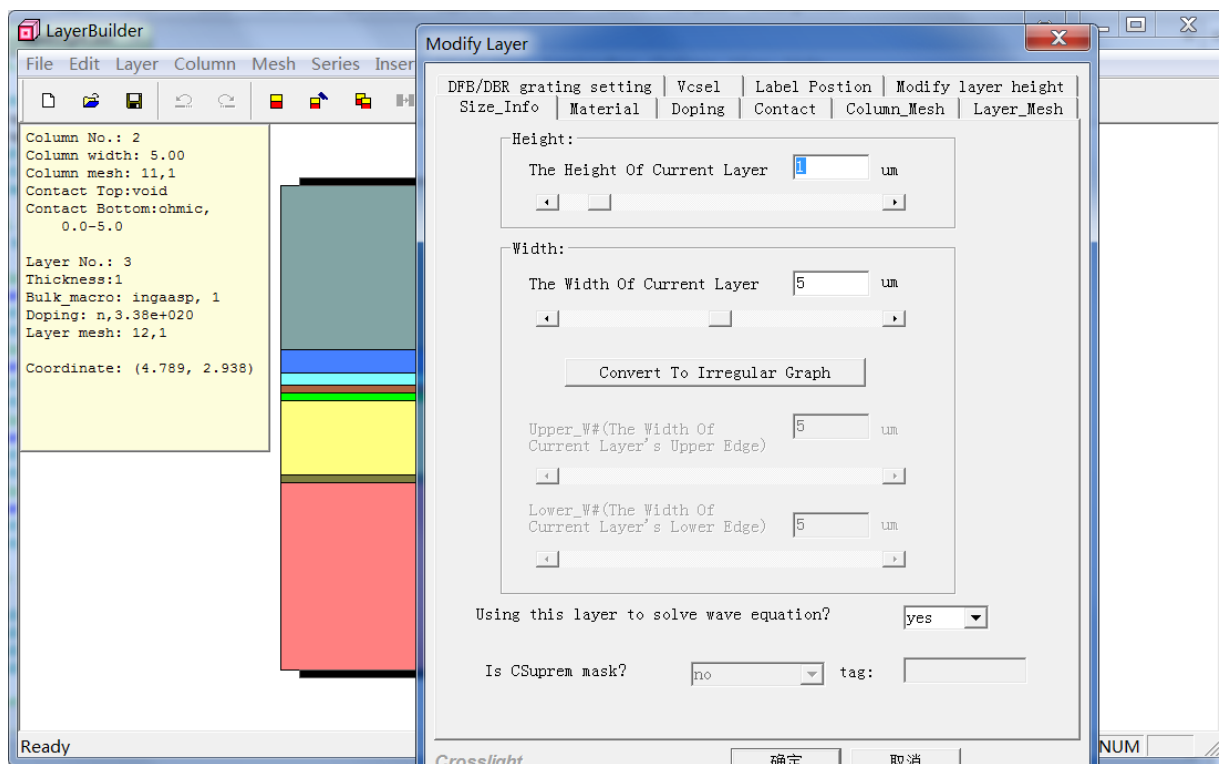 LayerBuilder
File Edit Layer Column Mesh Series Inser
Column No.: 2
Column width: 5.00
Column mesh: 11,1
Contact Top:void
Contact Bottom:ohmic,
0.0-5.0
Layer No.: 3
Thickness:1
Bulk_macro: ingaasp, 1
Doping: n,3.38e+020
Layer mesh: 12,1
Coordinate: (4.789, 2.938)
Ready
NUM
Modify Layer
DFB/DBR grating setting Vcsel Label Postion Modify layer height
Size_Info Material Doping Contact Column_Mesh Layer_Mesh
Height:
The Height Of Current Layer 1 um
Width:
The Width Of Current Layer 5 um
Convert To Irregular Graph
Upper_W#(The Width Of 5 um
Current Layer's Upper Edge)
Lower_W#(The Width Of 5 um
Current Layer's Lower Edge)
Using this layer to solve wave equation? yes
Is CSuprem mask? no tag:
Crosslight
确定 取消